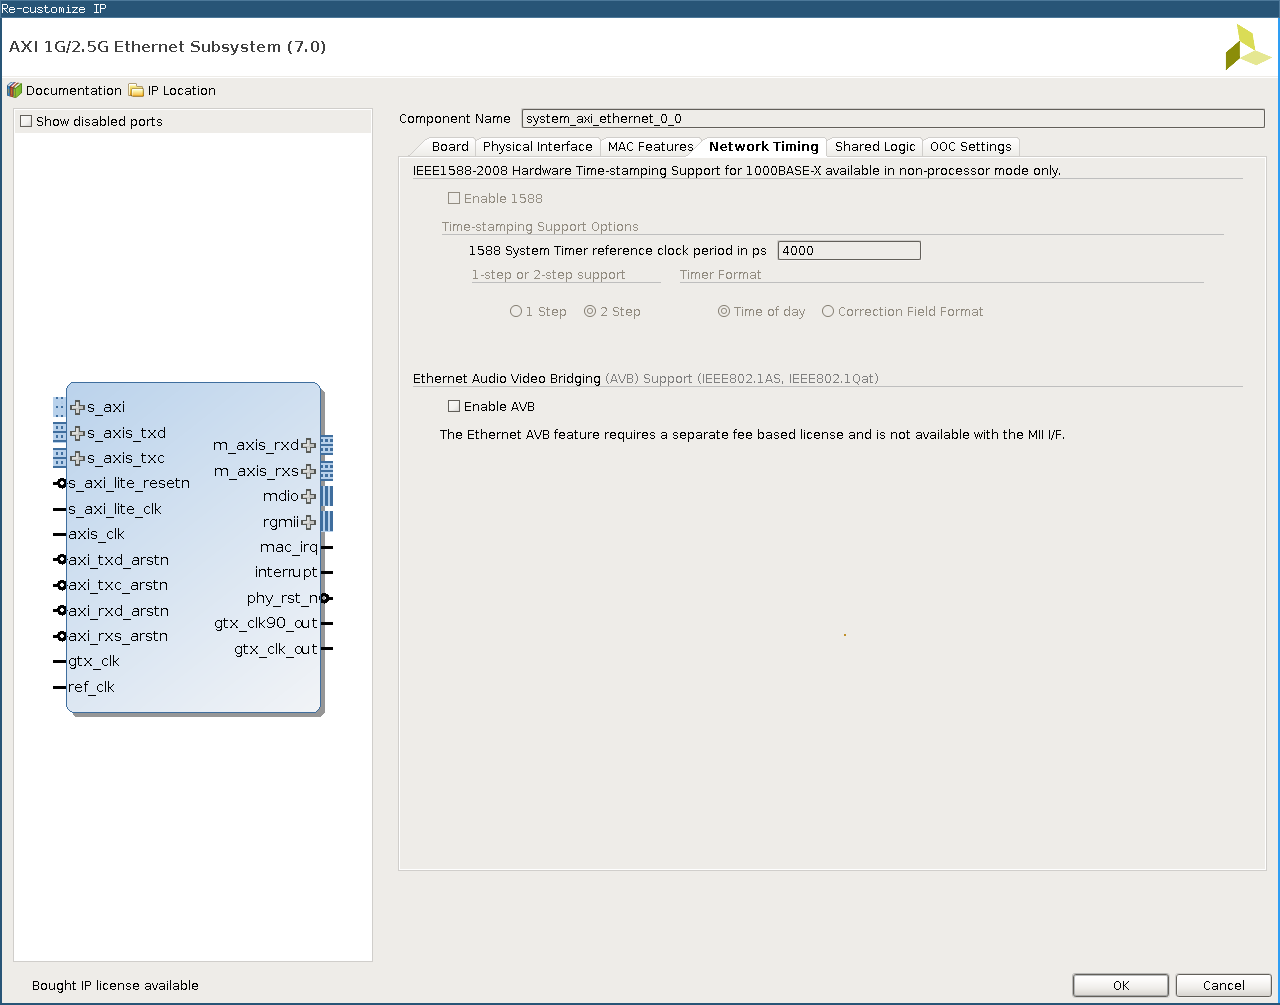 Re-customize IP
AXI 1G/2.5G Ethernet Subsystem (7.0)
Documentation IP Location
Show disabled ports
s_axi
s_axis_txd
s_axis_txc
s_axi_lite_resetn
s_axi_lite_clk
axis_clk
axi_txd_arstn
axi_txc_arstn
axi_rxd_arstn
axi_rxs_arstn
gtx_clk
ref_clk
m_axis_rxd
m_axis_rxs
mdio
rgmii
mac_irq
interrupt
phy_rst_n
gtx_clk90_out
gtx_clk_out
Component Name system_axi_ethernet_0_0
Board Physical Interface MAC Features Network Timing Shared Logic OOC Settings
IEEE1588-2008 Hardware Time-stamping Support for 1000BASE-X available in non-processor mode only.
Enable 1588
Time-stamping Support Options
1588 System Timer reference clock period in ps 4000
1-step or 2-step support Timer Format
1 Step 2 Step Time of day Correction Field Format
Ethernet Audio Video Bridging (AVB) Support (IEEE802.1AS, IEEE802.1Qat)
Enable AVB
The Ethernet AVB feature requires a separate fee based license and is not available with the MII I/F.
Bought IP license available
OK Cancel